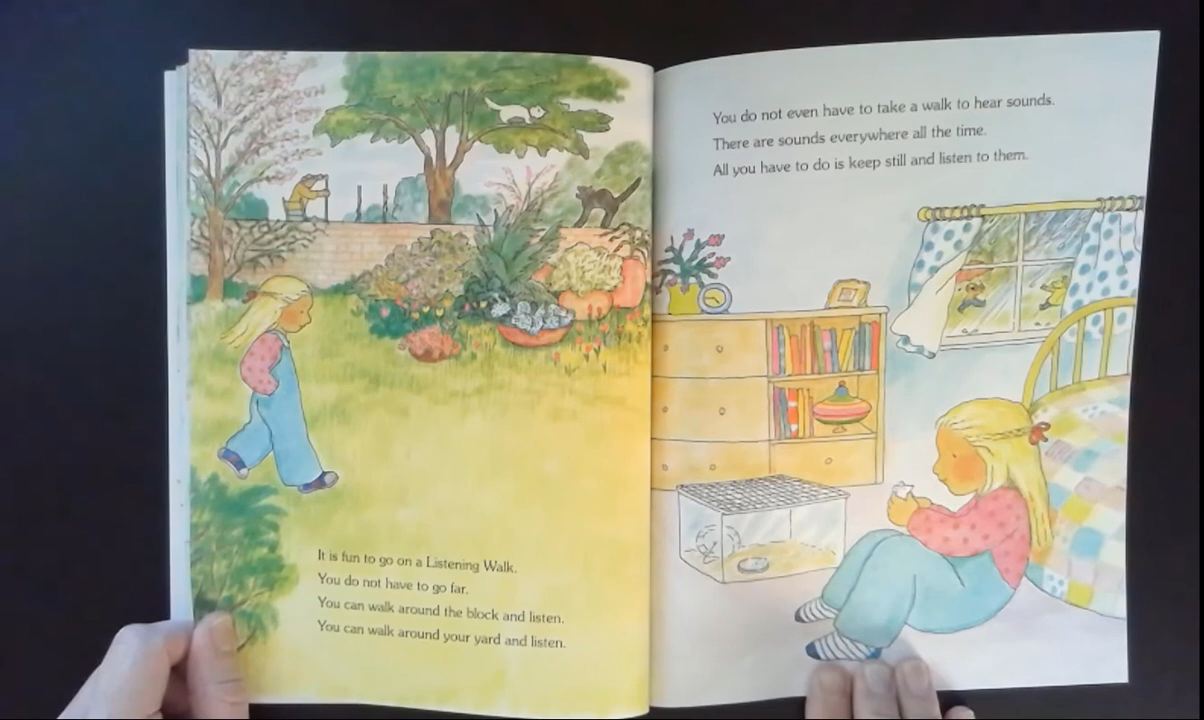 It is fun to go on a Listening Walk.
You do not have to go far.
You can walk around the block and listen.
You can walk around your yard and listen.
You do not even have to take a walk to hear sounds.
There are sounds everywhere all the time.
All you have to do is keep still and listen to them.